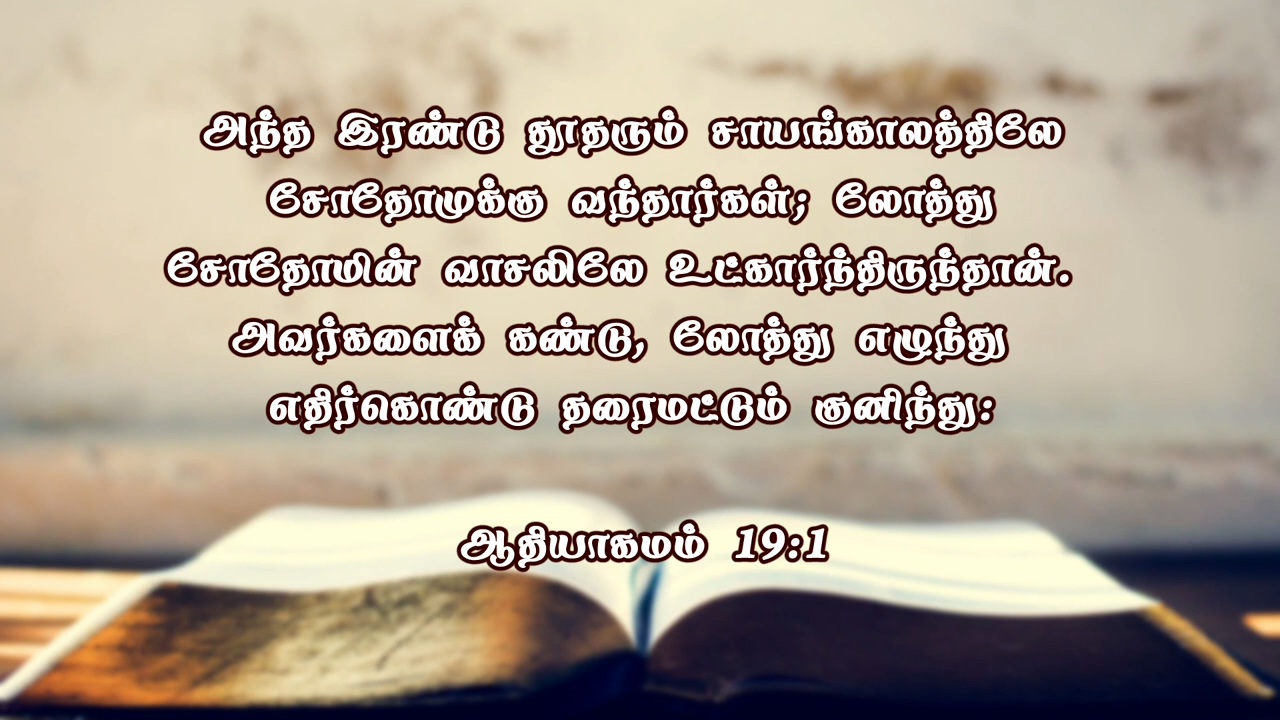 அந்த இரண்டு தூதரும் சாயங்காலத்திலே
சோதோமுக்கு வந்தார்கள்; லோத்து
சோதோமின் வாசலிலே உட்கார்ந்திருந்தான்.
அவர்களைக் கண்டு, லோத்து எழுந்து
எதிர்கொண்டு தரைமட்டும் குனிந்து:
ஆதியாகமம் 19:1